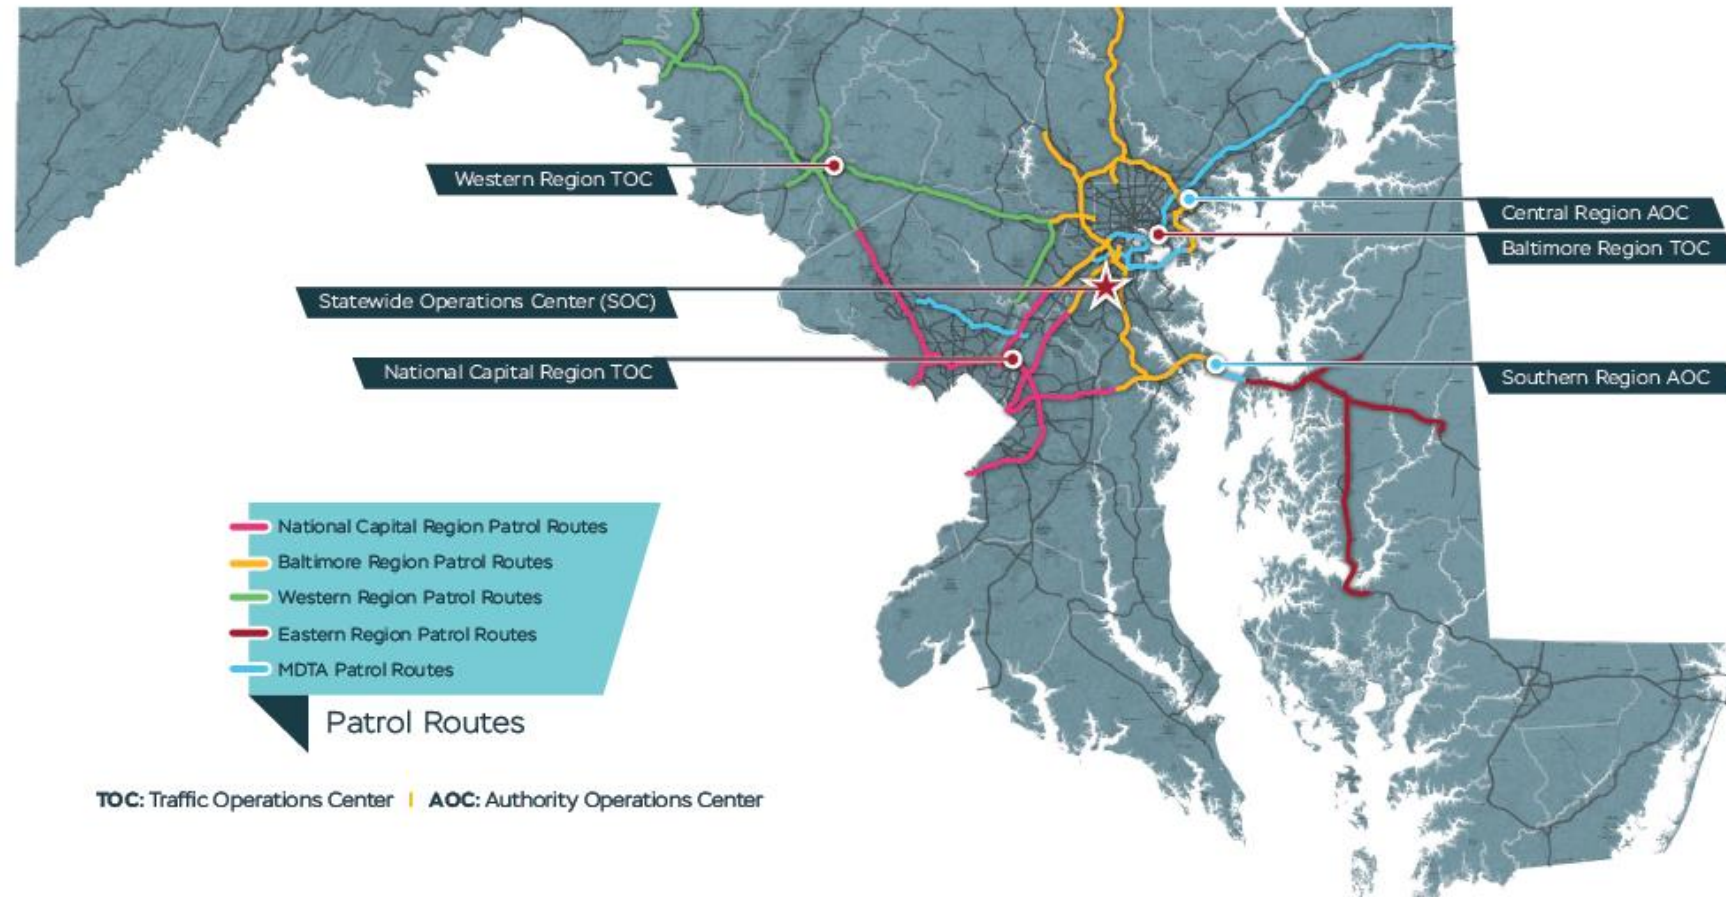 Western Region TOC
Central Region AOC
Baltimore Region TOC
Statewide Operations Center (SOC)
National Capital Region TOC
Southern Region AOC
National Capital Region Patrol Routes
Baltimore Region Patrol Routes
Western Region Patrol Routes
Eastern Region Patrol Routes
MDTA Patrol Routes
Patrol Routes
TOC: Traffic Operations Center | AOC: Authority Operations Center